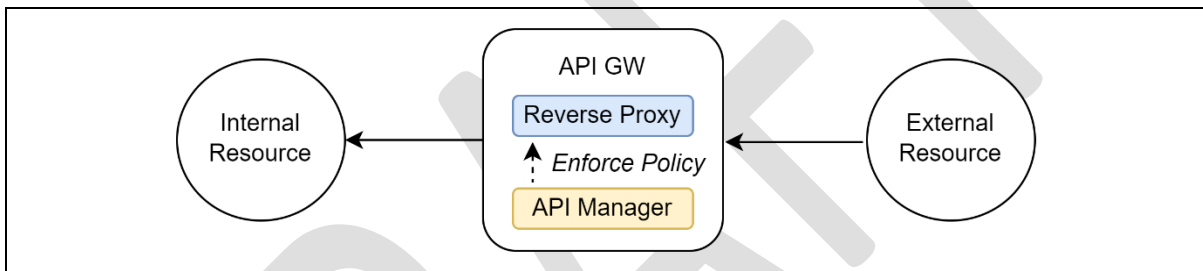 API GW
Internal
Resource
Reverse Proxy
Enforce Policy
API Manager
External
Resource